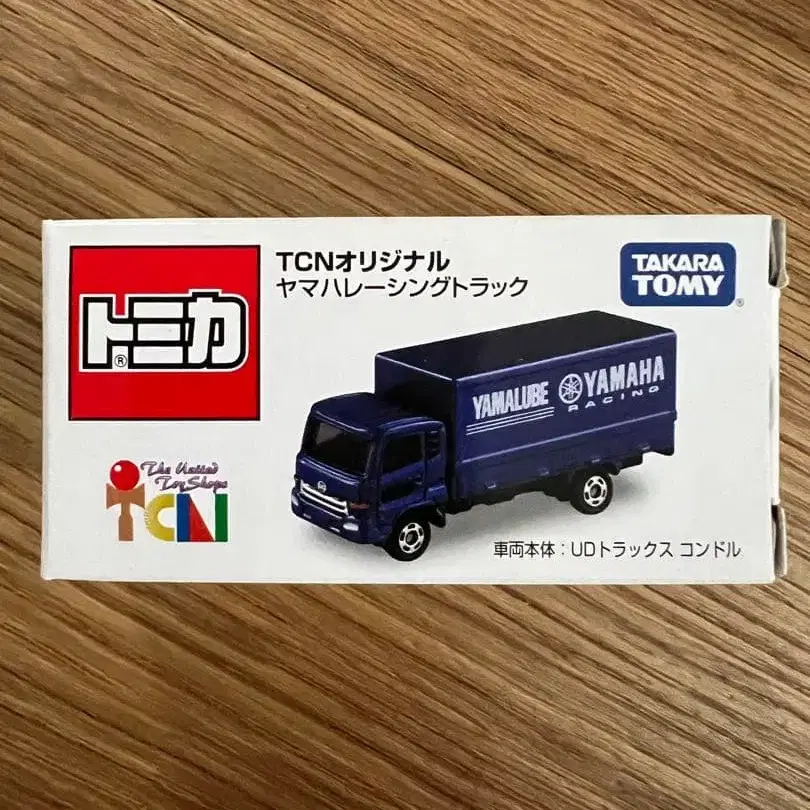 TCNオリジナル
ヤマハレーシングトラック
トミカ
®
TAKARA
TOMY
®
YAMALUBE
YAMAHA
RACING
The United
Toy Shops
TCN
車両本体：UDトラックス コンドル